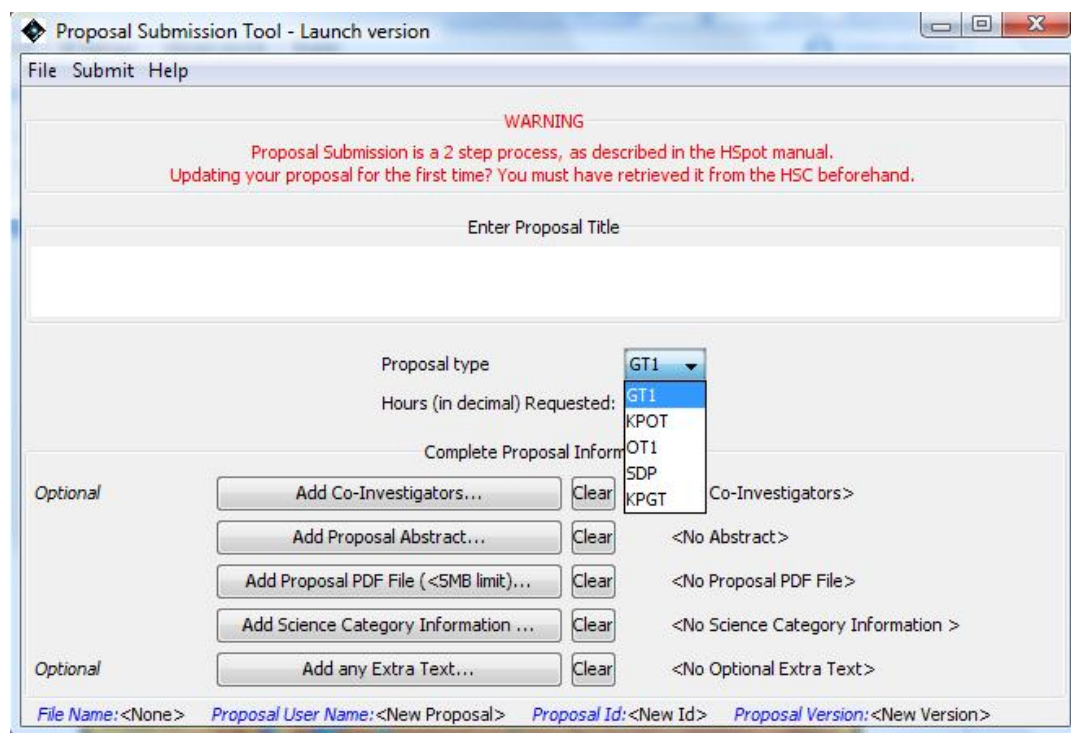 Proposal Submission Tool - Launch version
File Submit Help
WARNING
Proposal Submission is a 2 step process, as described in the HSpot manual.
Updating your proposal for the first time? You must have retrieved it from the HSC beforehand.
Enter Proposal Title
Proposal type GT1
Hours (in decimal) Requested: GT1
KPOT
Complete Proposal Inform OT1
SDP
KPGT
Optional Add Co-Investigators... Clear Co-Investigators>
Add Proposal Abstract... Clear <No Abstract>
Add Proposal PDF File (<5MB limit)... Clear <No Proposal PDF File>
Add Science Category Information ... Clear <No Science Category Information >
Optional Add any Extra Text... Clear <No Optional Extra Text>
File Name:<None> Proposal User Name:<New Proposal> Proposal Id:<New Id> Proposal Version:<New Version>